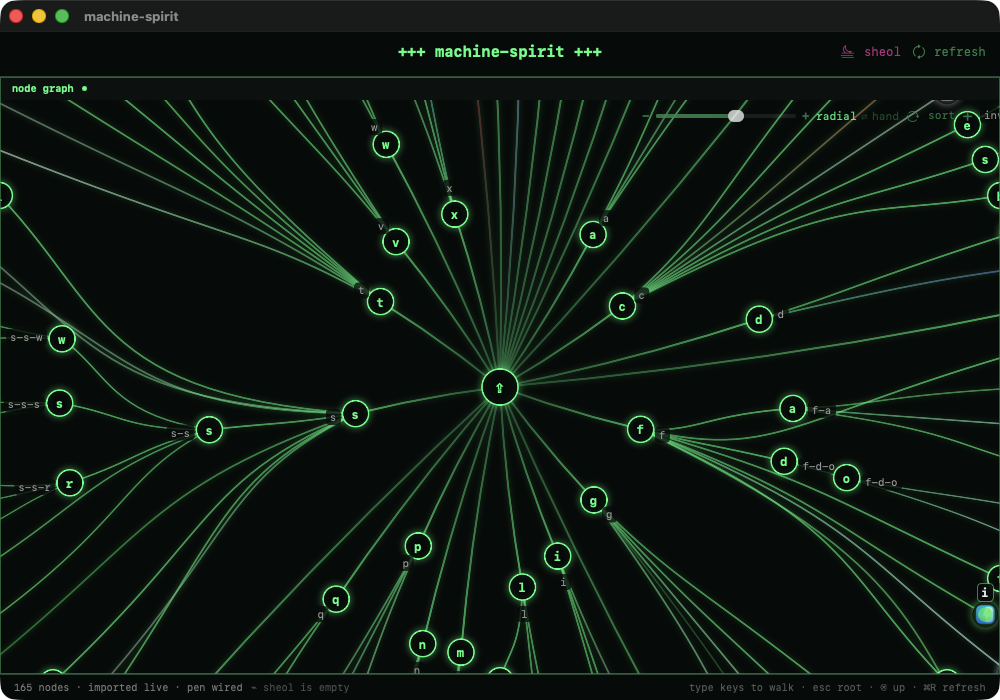 machine-spirit
+++ machine-spirit +++
sheol
refresh
node graph
− + radial ⇄ hand sort + inv
w
w
x
x
v
v
t
t
a
a
c
c
d
d
e
s
s-s-w
w
s-s-s
s
s-s
s
s-s-r
r
s
s
⇧
f
f
a
f-a
d
f-d-o
o
f-d-o
g
g
p
p
i
i
l
l
q
q
n
n
m
i
165 nodes · imported live · pen wired ~ sheol is empty
type keys to walk · esc root · ® up · ⌘R refresh